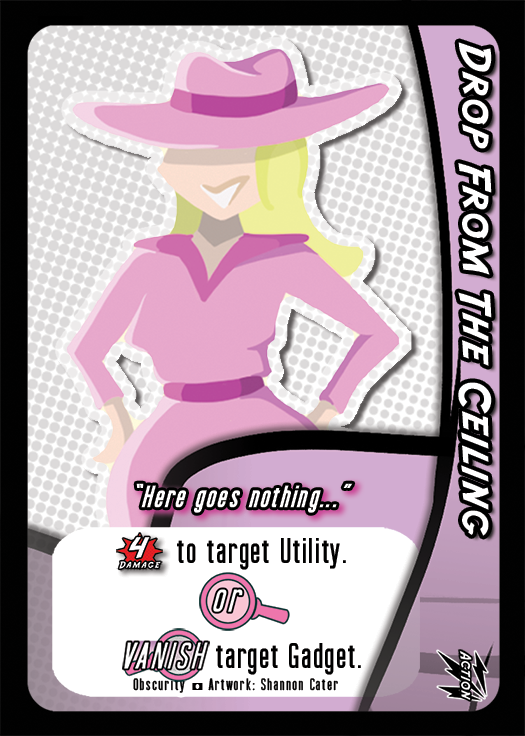 DROP FROM THE CEILING
"Here goes nothing..."
4 DAMAGE to target Utility.
or
VANISH target Gadget.
Obscurity ◘ Artwork: Shannon Cater
ACTION